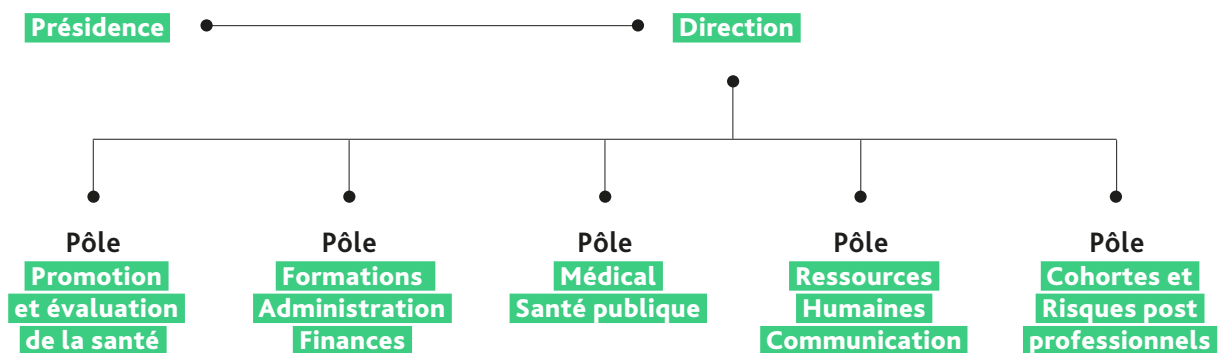 Présidence
Direction
Pôle
Promotion
et évaluation
de la santé
Pôle
Formations
Administration
Finances
Pôle
Médical
Santé publique
Pôle
Ressources
Humaines
Communication
Pôle
Cohortes et
Risques post
professionnels